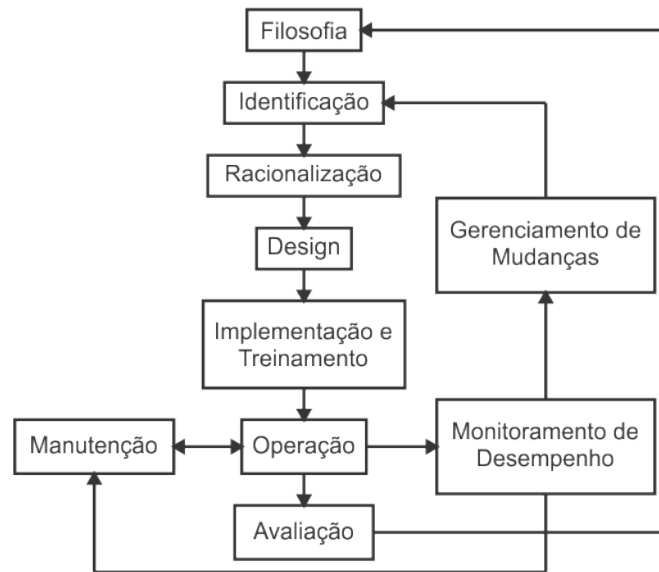 Filosofia
Identificação
Racionalização
Design
Gerenciamento de
Mudanças
Implementação e
Treinamento
Manutenção
Operação
Monitoramento de
Desempenho
Avaliação